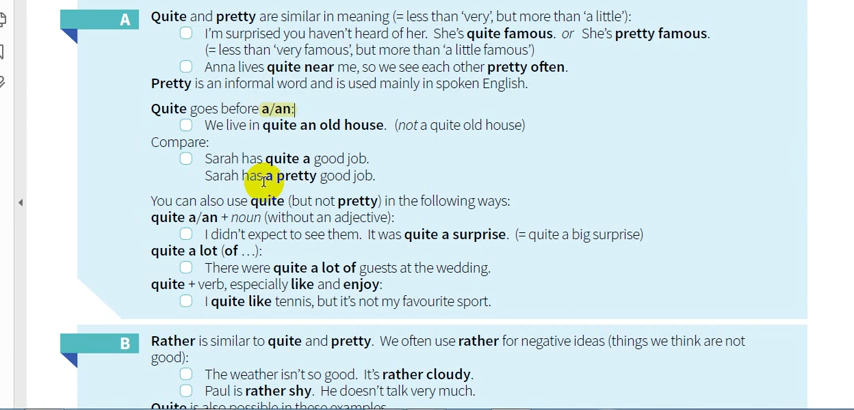 A
Quite and pretty are similar in meaning (= less than ‘very’, but more than ‘a little’):
I’m surprised you haven’t heard of her. She’s quite famous. or She’s pretty famous.
(= less than ‘very famous’, but more than ‘a little famous’)
Anna lives quite near me, so we see each other pretty often.
Pretty is an informal word and is used mainly in spoken English.
Quite goes before a/an:
We live in quite an old house. (not a quite old house)
Compare:
Sarah has quite a good job.
Sarah has a pretty good job.
You can also use quite (but not pretty) in the following ways:
quite a/an + noun (without an adjective):
I didn’t expect to see them. It was quite a surprise. (= quite a big surprise)
quite a lot (of …):
There were quite a lot of guests at the wedding.
quite + verb, especially like and enjoy:
I quite like tennis, but it’s not my favourite sport.
B
Rather is similar to quite and pretty. We often use rather for negative ideas (things we think are not
good):
The weather isn’t so good. It’s rather cloudy.
Paul is rather shy. He doesn’t talk very much.
Quite is also possible in these examples.